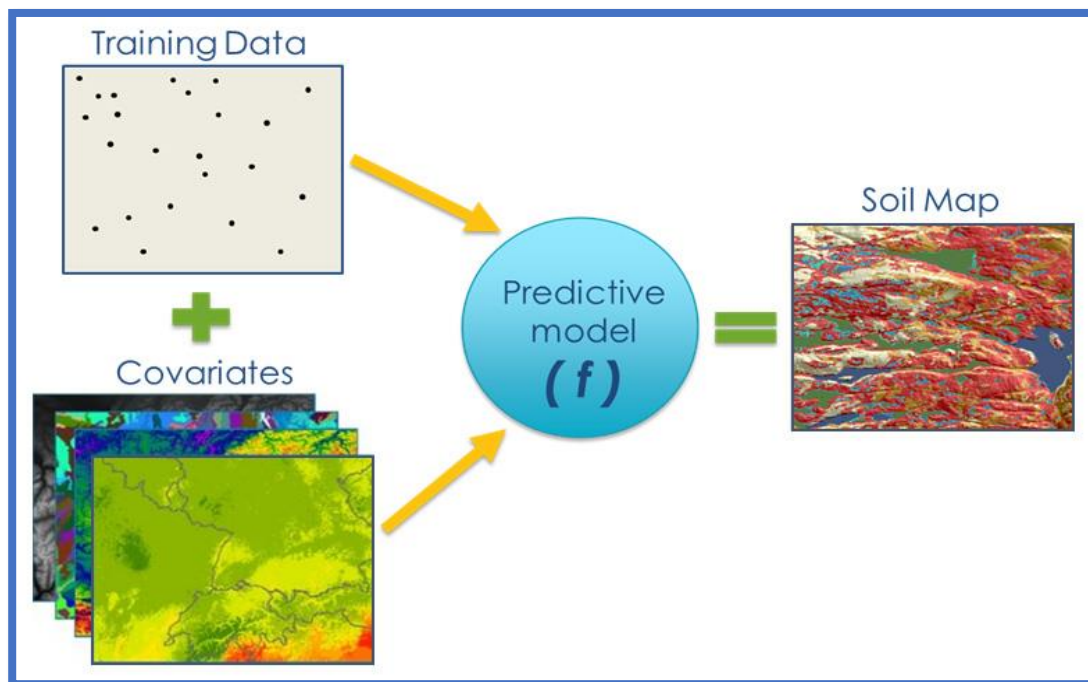 Training Data
Covariates
Predictive
model
( f )
Soil Map